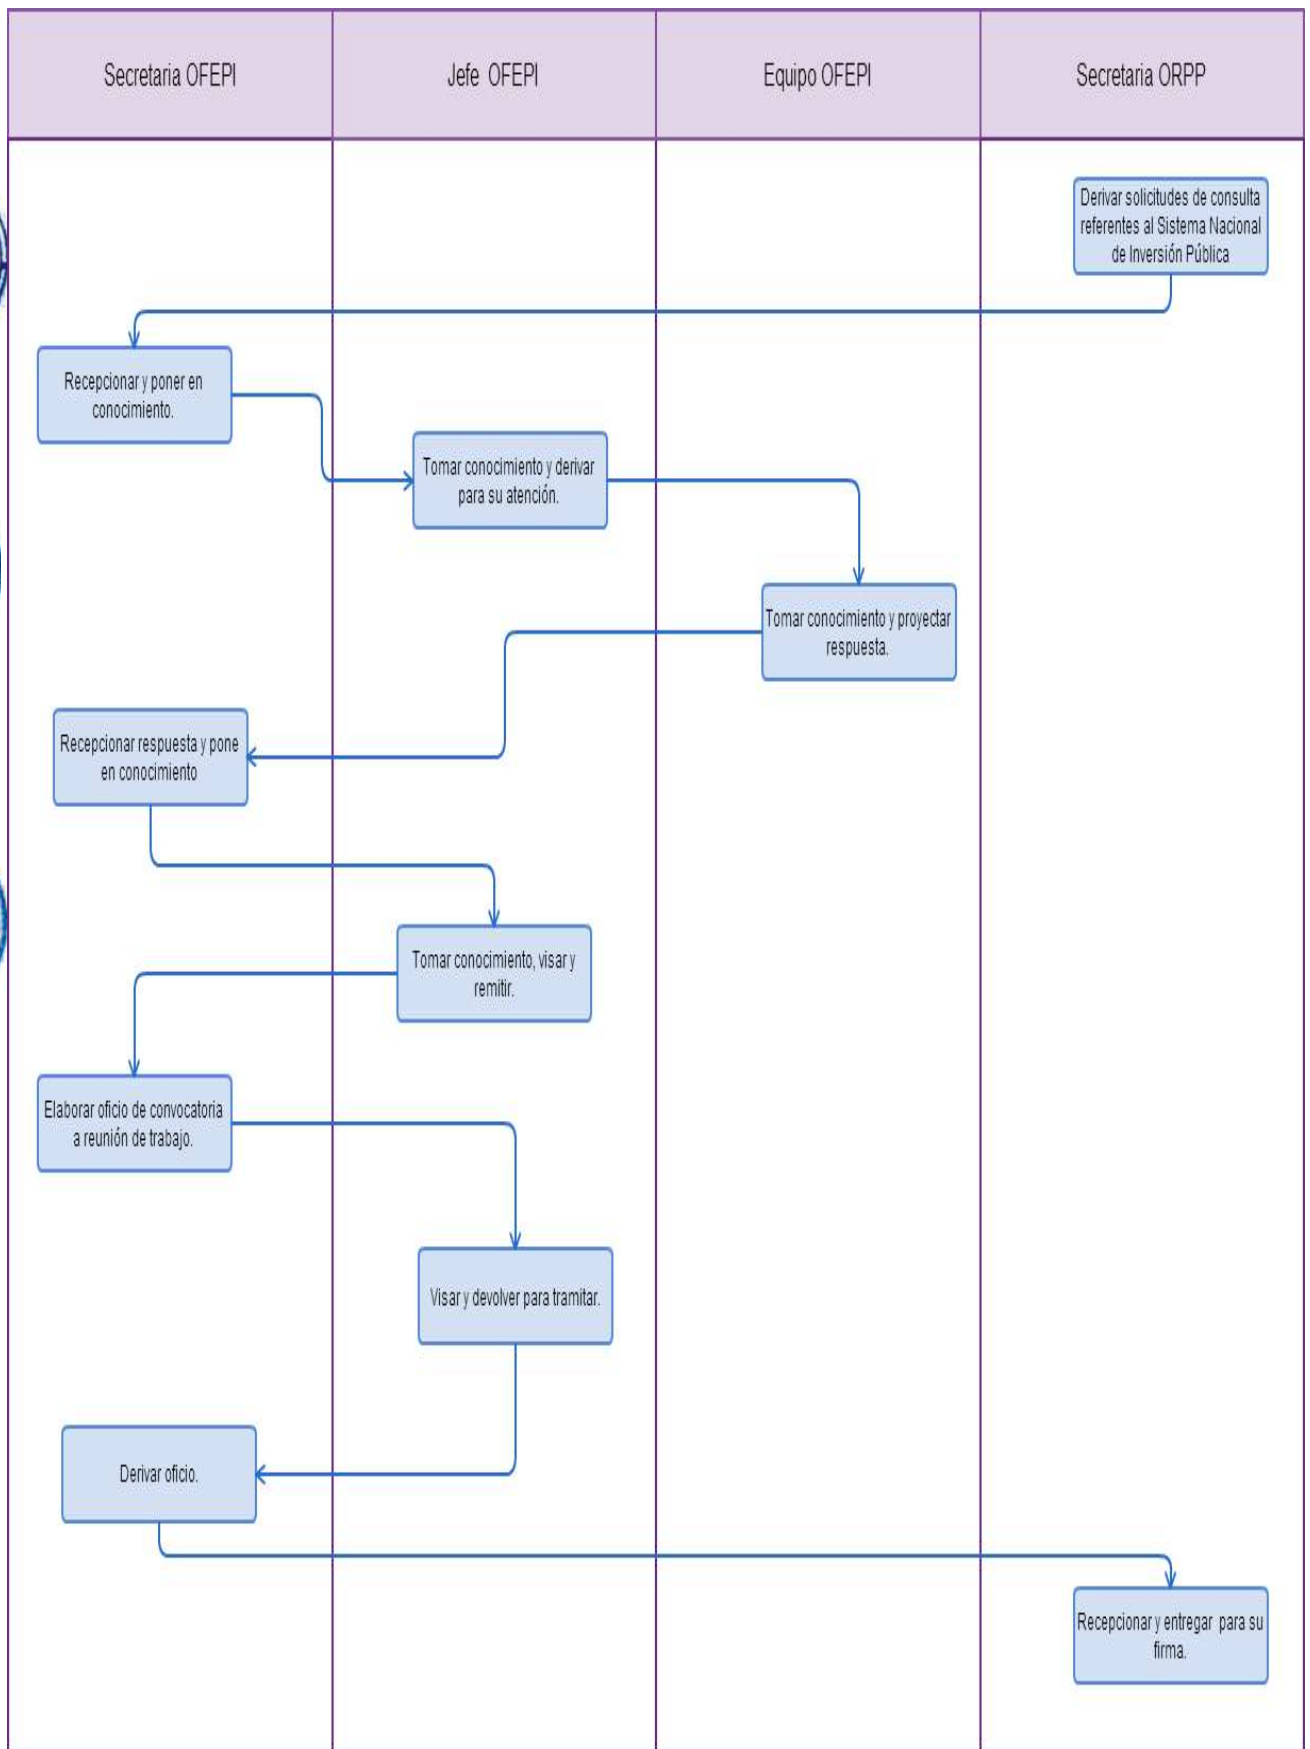 Secretaria OFEPI
Jefe OFEPI
Equipo OFEPI
Secretaria ORPP
Derivar solicitudes de consulta
referentes al Sistema Nacional
de Inversión Pública
Recepcionar y poner en
conocimiento.
Tomar conocimiento y derivar
para su atención.
Tomar conocimiento y proyectar
respuesta.
Recepcionar respuesta y pone
en conocimiento
Tomar conocimiento, visar y
remitir.
Elaborar oficio de convocatoria
a reunión de trabajo.
Visar y devolver para tramitar.
Derivar oficio.
Recepcionar y entregar para su
firma.